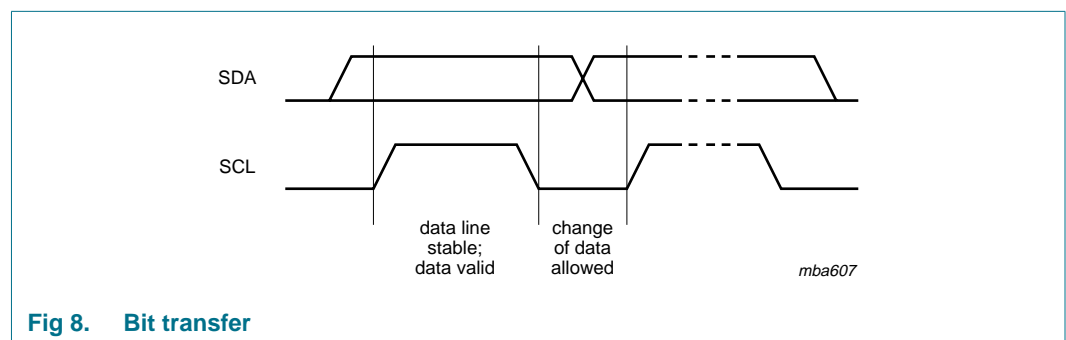 SDA
SCL
data line
stable;
data valid
change
of data
allowed
mba607
Fig 8. Bit transfer